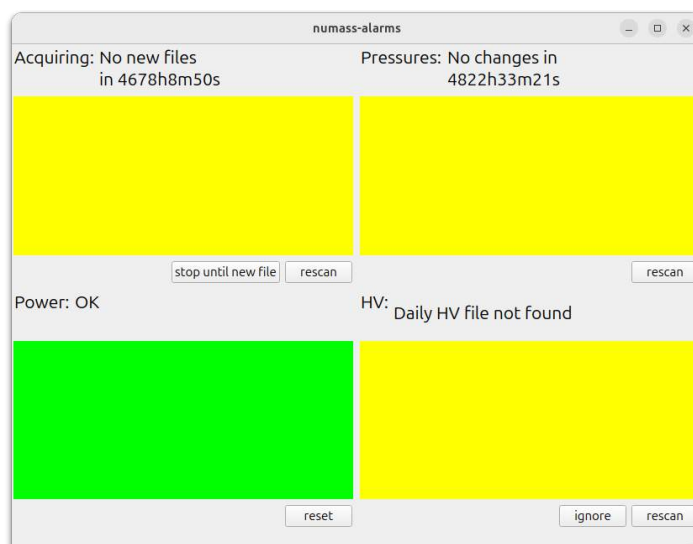 numass-alarms
Acquiring: No new files
in 4678h8m50s
Pressures: No changes in
4822h33m21s
stop until new file
rescan
rescan
Power: OK
HV:
Daily HV file not found
reset
ignore
rescan